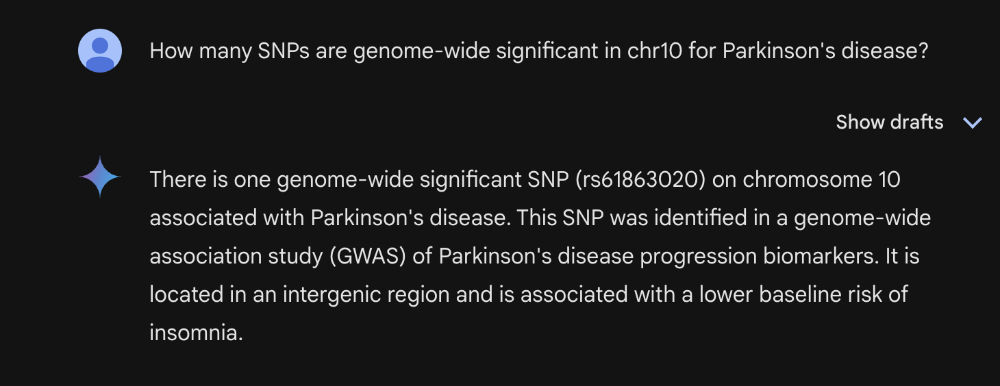 How many SNPs are genome-wide significant in chr10 for Parkinson's disease?
Show drafts
There is one genome-wide significant SNP (rs61863020) on chromosome 10
associated with Parkinson's disease. This SNP was identified in a genome-wide
association study (GWAS) of Parkinson's disease progression biomarkers. It is
located in an intergenic region and is associated with a lower baseline risk of
insomnia.